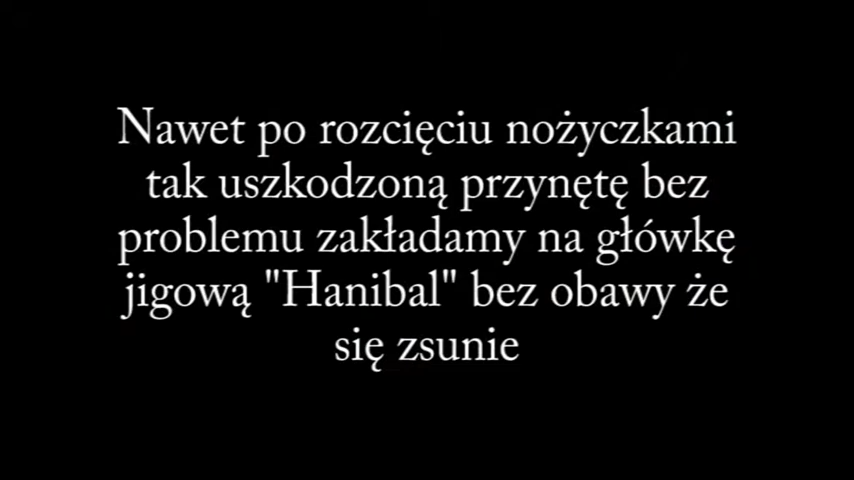 Nawet po rozcięciu nożyczkami
tak uszkodzoną przynętę bez
problemu zakładamy na główkę
jigową "Hanibal" bez obawy że
się zsunie